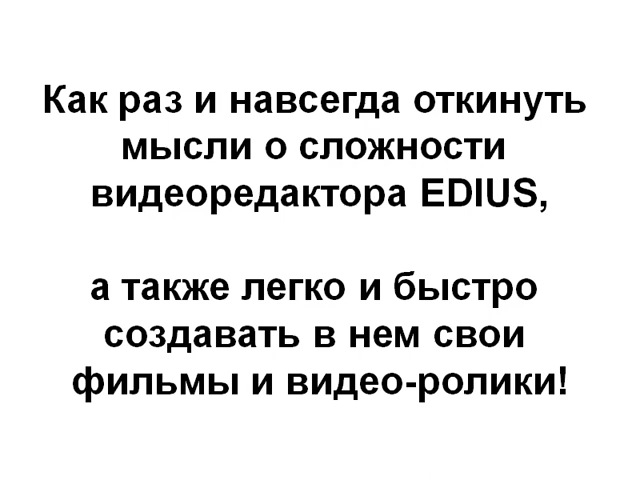 Как раз и навсегда откинуть
мысли о сложности
видеоредактора EDIUS,
а также легко и быстро
создавать в нем свои
фильмы и видео-ролики!